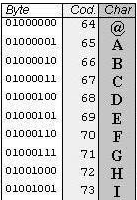 Byte Cod. Char
01000000 64 @
01000001 65 A
01000010 66 B
01000011 67 C
01000100 68 D
01000101 69 E
01000110 70 F
01000111 71 G
01001000 72 H
01001001 73 I